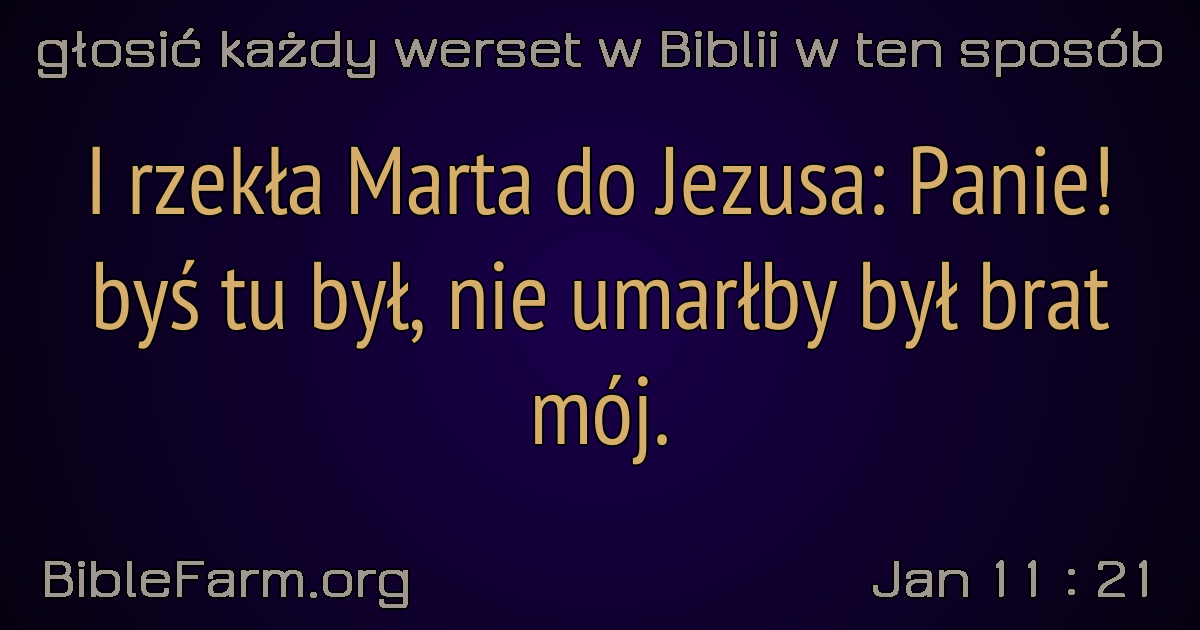 głosić każdy werset w Biblii w ten sposób
I rzekła Marta do Jezusa: Panie!
byś tu był, nie umarłby był brat
mój.
BibleFarm.org
Jan 11 : 21